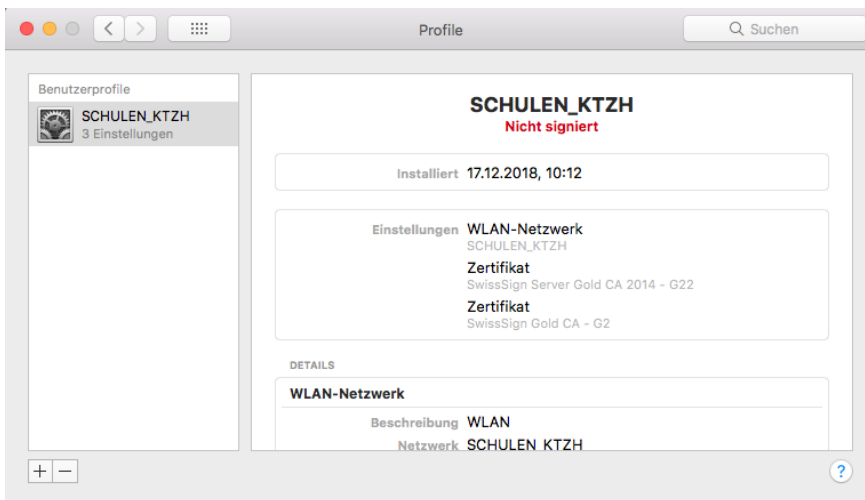 Profile
Suchen
Benutzerprofile
SCHULEN_KTZH
3 Einstellungen
SCHULEN_KTZH
Nicht signiert
Installiert 17.12.2018, 10:12
Einstellungen WLAN-Netzwerk
SCHULEN_KTZH
Zertifikat
SwissSign Server Gold CA 2014 - G22
Zertifikat
SwissSign Gold CA - G2
DETAILS
WLAN-Netzwerk
Beschreibung WLAN
Netzwerk SCHULEN_KTZH